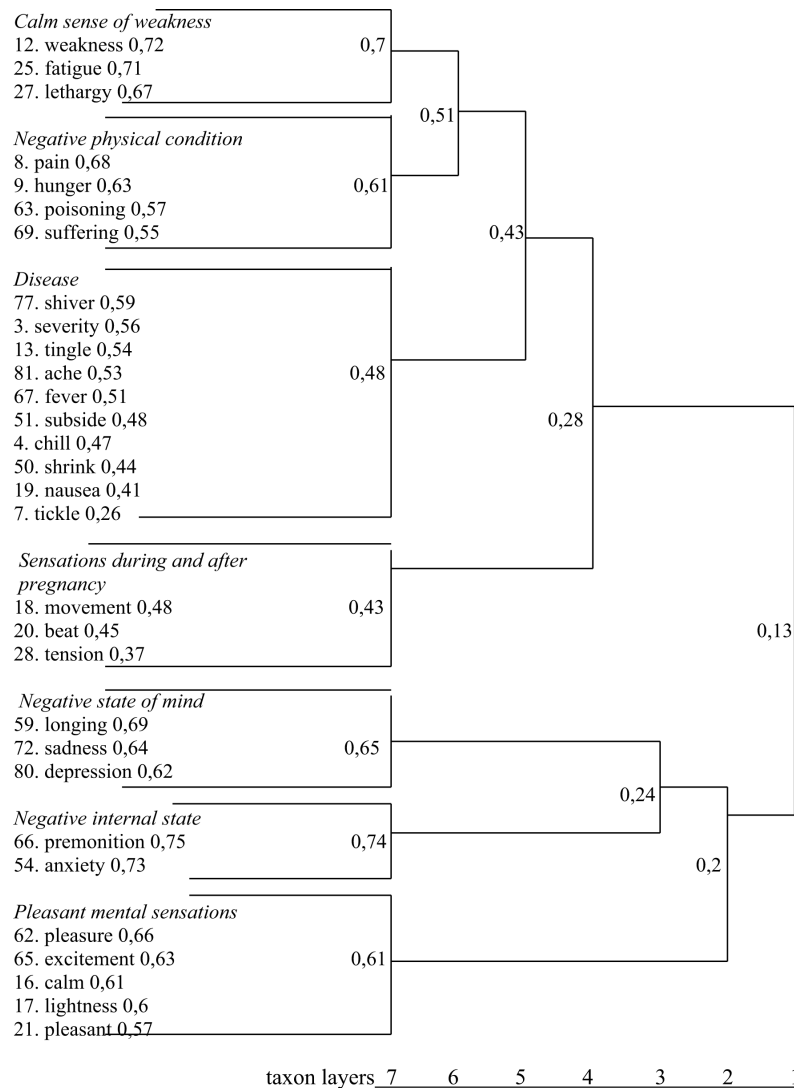 Calm sense of weakness
12. weakness 0,72
0,7
25. fatigue 0,71
27. lethargy 0,67
0,51
Negative physical condition
8. pain 0,68
9. hunger 0,63
0,61
63. poisoning 0,57
69. suffering 0,55
0,43
Disease
77. shiver 0,59
3. severity 0,56
13. tingle 0,54
81. ache 0,53
0,48
67. fever 0,51
51. subside 0,48
0,28
4. chill 0,47
50. shrink 0,44
19. nausea 0,41
7. tickle 0,26
Sensations during and after
pregnancy
18. movement 0,48
0,43
20. beat 0,45
0,13
28. tension 0,37
Negative state of mind
59. longing 0,69
72. sadness 0,64
0,65
80. depression 0,62
0,24
Negative internal state
66. premonition 0,75
0,74
54. anxiety 0,73
0,2
Pleasant mental sensations
62. pleasure 0,66
65. excitement 0,63
0,61
16. calm 0,61
17. lightness 0,6
21. pleasant 0,57
taxon layers 7 6 5 4 3 2